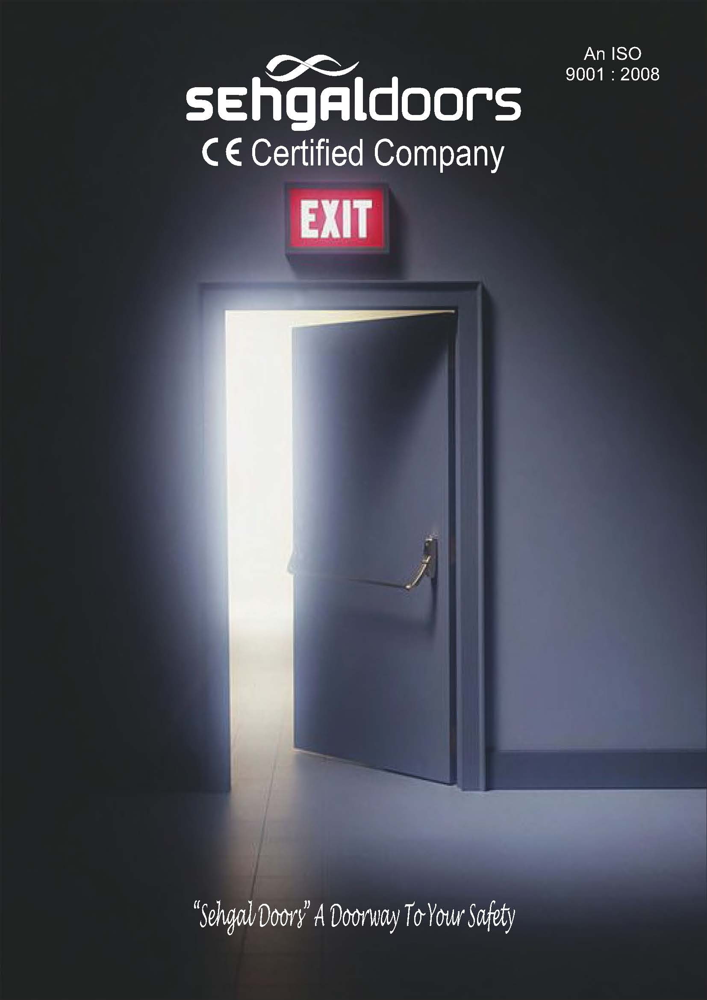 An ISO
9001 : 2008
sEhgAldoors
CE Certified Company
EXIT
"Sehgal Doors" A Doorway To Your Safety